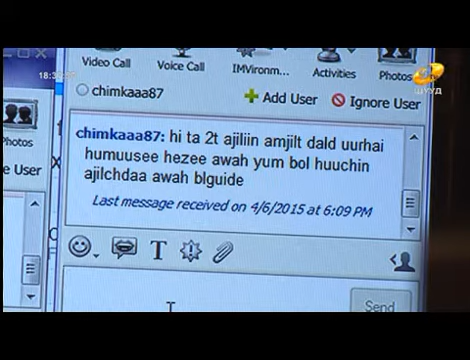 Video Call
Voice Call
IMVironm...
Activities
Photos
18:3
ШУУД
chimkaaa87
Add User
Ignore User
chimkaaa87: hi ta 2t ajiliin amjilt dald uurhai
humuusee hezee awah yum bol huuchin
ajilchdaa awah blguide
Last message received on 4/6/2015 at 6:09 PM
Photos
e User
T
Send